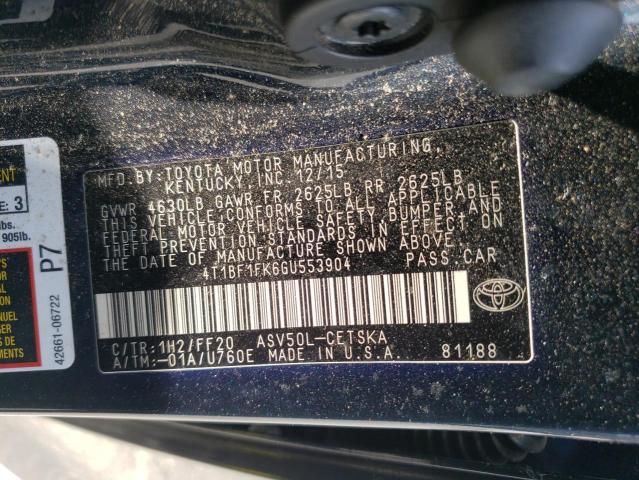 MFD. BY:TOYOTA MOTOR MANUFACTURING,
KENTUCKY, INC. 12/15
GVWR 4630LB GAWR FR 2625LB RR 2625LB
THIS VEHICLE CONFORMS TO ALL APPLICABLE
FEDERAL MOTOR VEHICLE SAFETY, BUMPER, AND
THEFT PREVENTION STANDARDS IN EFFECT ON
THE DATE OF MANUFACTURE SHOWN ABOVE.
4T1BF1FK6GU553904 PASS CAR
C/TR:1H2/FF20 ASV50L-CETSKA
A/TM:-01A/U760E MADE IN U.S.A. 81188
E: 3
lbs.
905lb.
P7
42661-06722